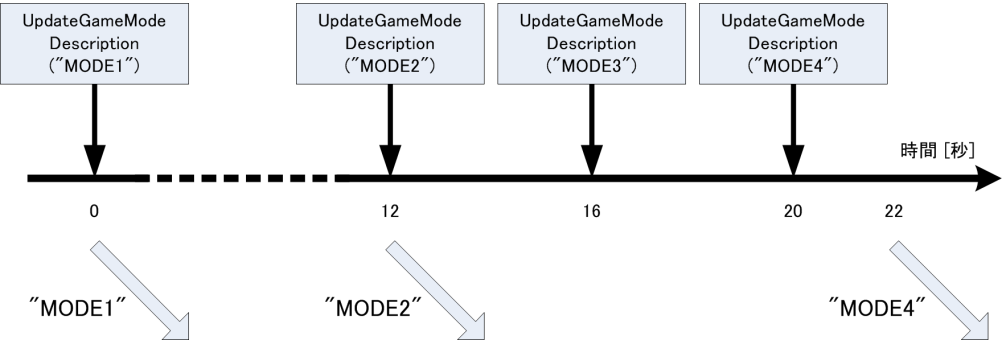 UpdateGameMode
Description
("MODE1")
UpdateGameMode
Description
("MODE2")
UpdateGameMode
Description
("MODE3")
UpdateGameMode
Description
("MODE4")
時間 [秒]
0
12
16
20
22
"MODE1"
"MODE2"
"MODE4"